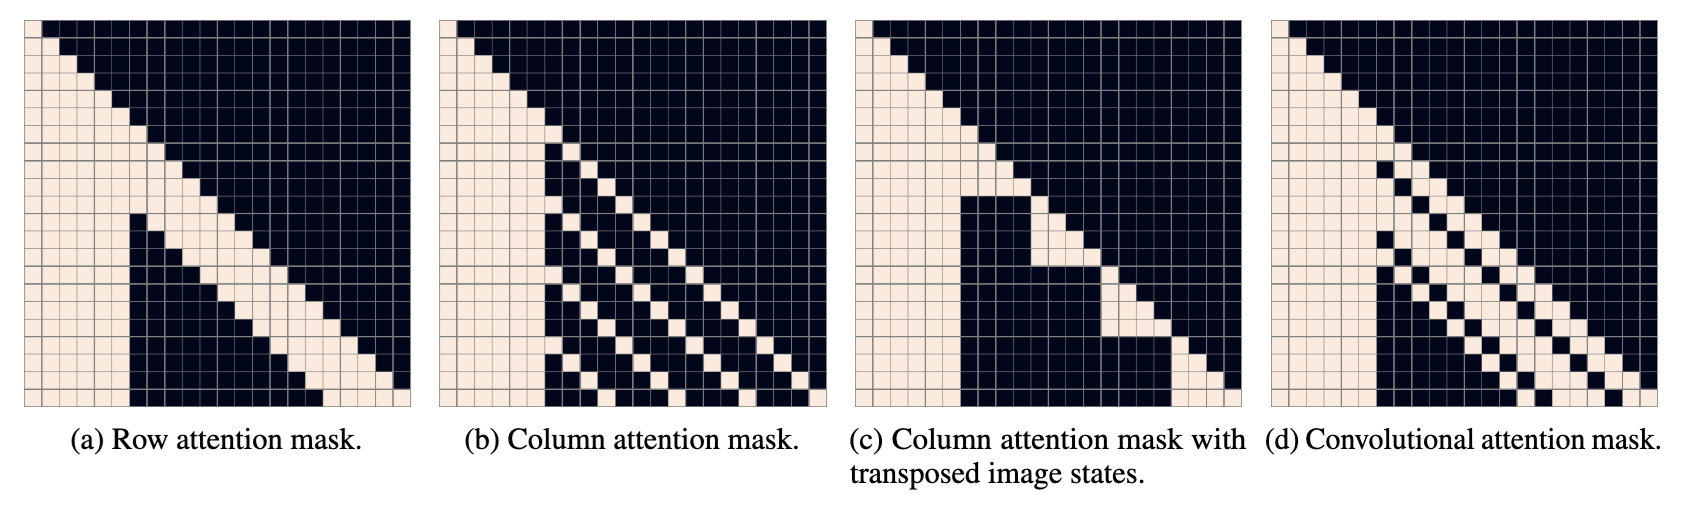 (a) Row attention mask.
(b) Column attention mask.
(c) Column attention mask with
transposed image states.
(d) Convolutional attention mask.